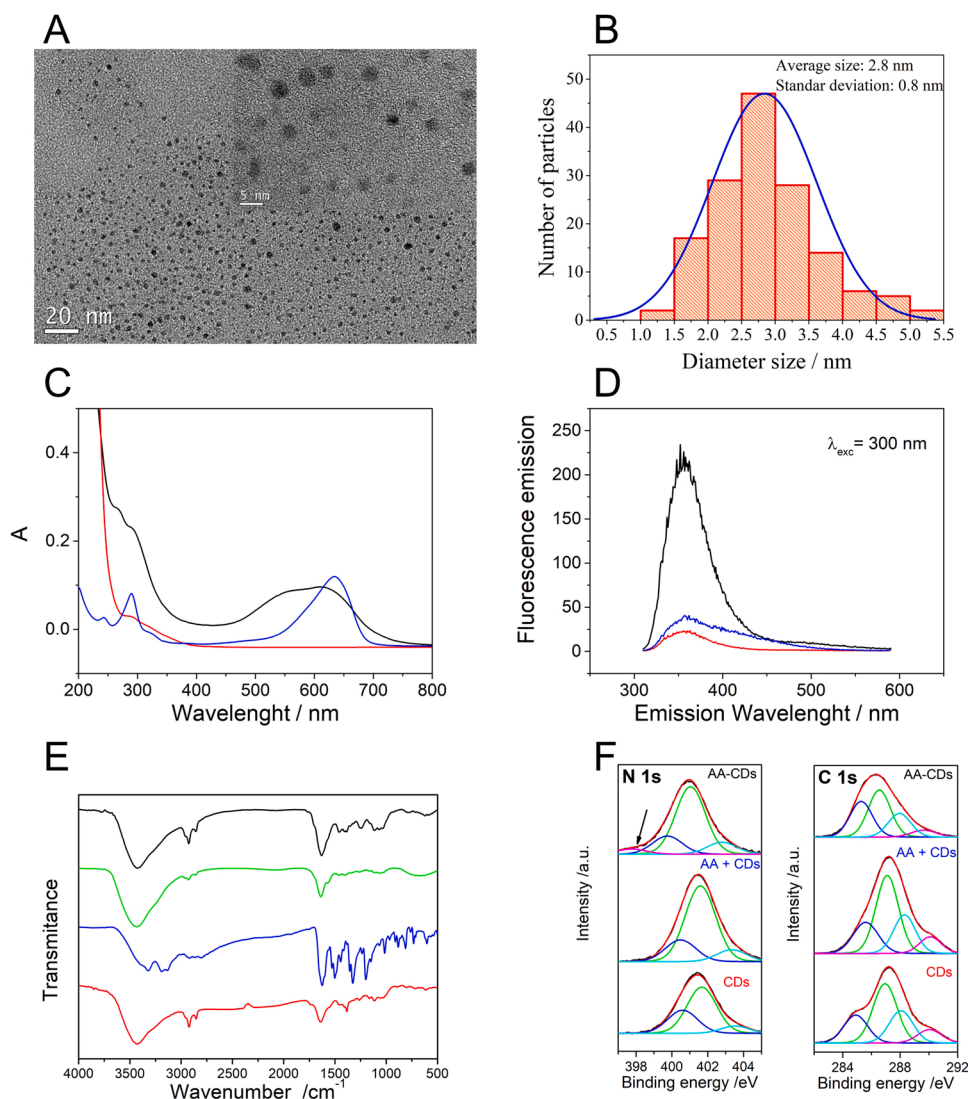 A
20 nm
5 nm
B
Average size: 2.8 nm
Standar deviation: 0.8 nm
Number of particles
50
40
30
20
10
0
0.5 1.0 1.5 2.0 2.5 3.0 3.5 4.0 4.5 5.0 5.5
Diameter size / nm
C
A
0.4
0.2
0.0
200 300 400 500 600 700 800
Wavelenght / nm
D
λexc= 300 nm
Fluorescence emission
250
200
150
100
50
0
300 400 500 600
Emission Wavelenght / nm
E
Transmitance
4000 3500 3000 2500 2000 1500 1000 500
Wavenumber /cm-1
F
N 1s
AA-CDs
AA + CDs
CDs
Intensity /a.u.
398 400 402 404
Binding energy /eV
C 1s
AA-CDs
AA + CDs
CDs
Intensity /a.u.
284 288 292
Binding energy /eV